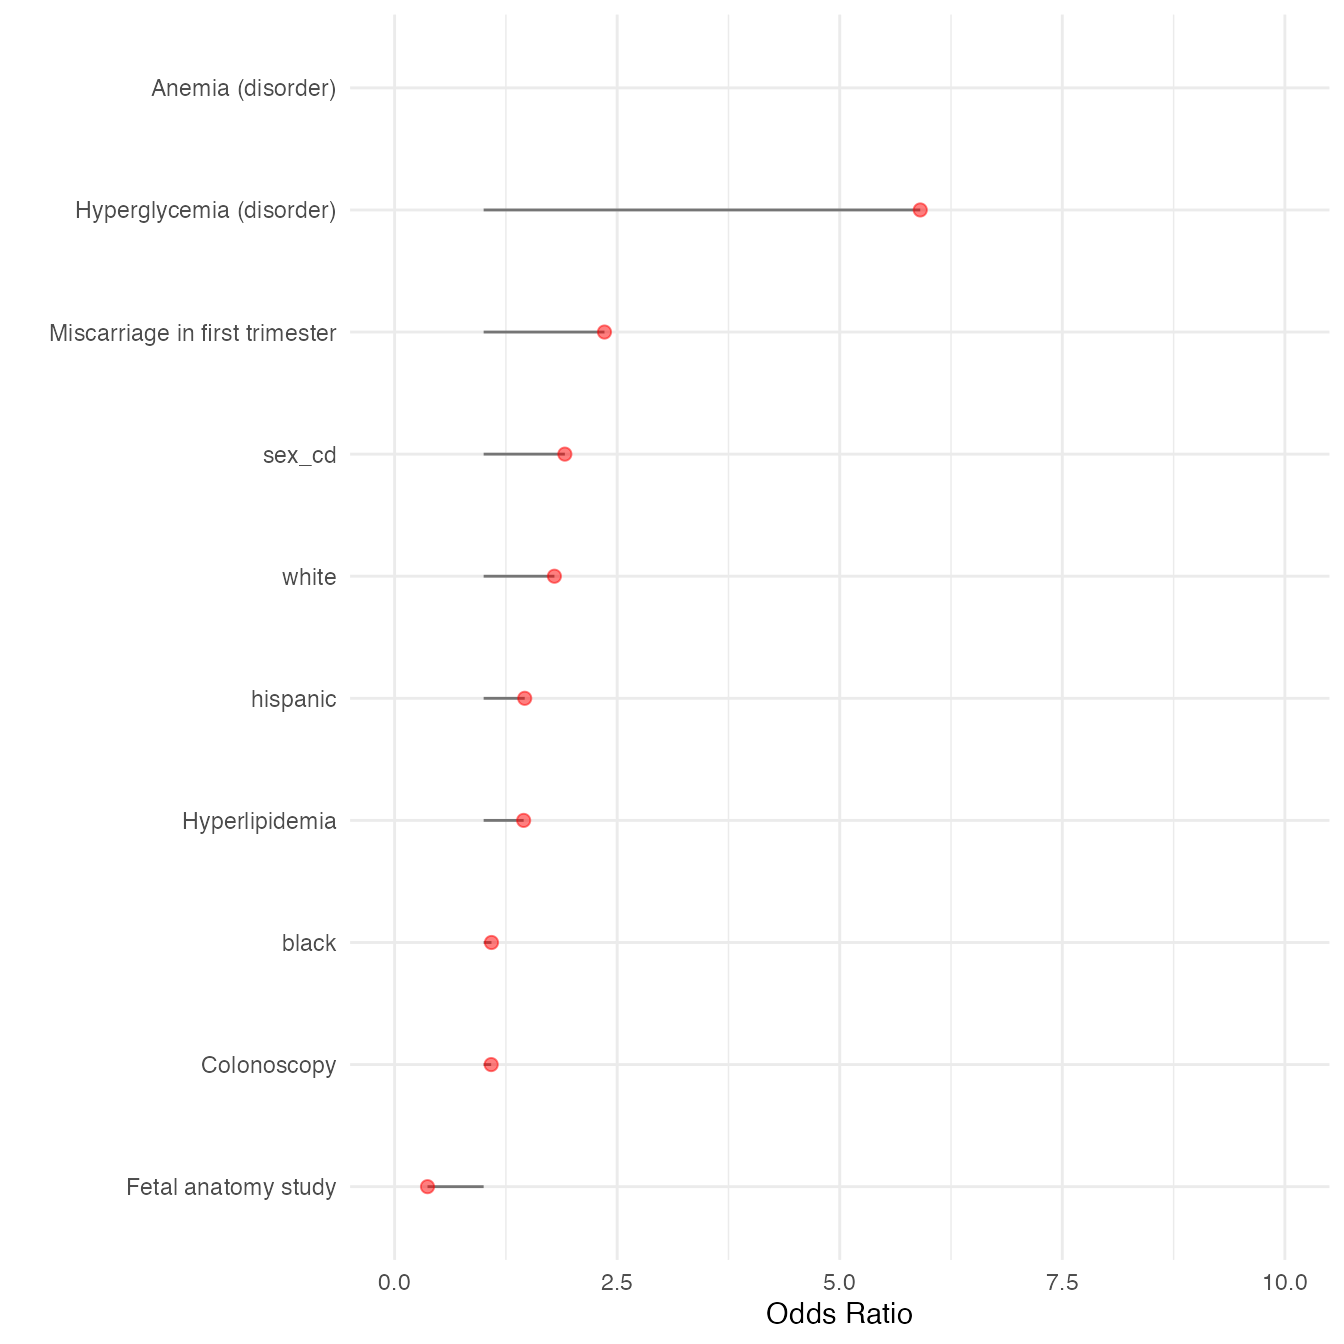 Anemia (disorder)
Hyperglycemia (disorder)
Miscarriage in first trimester
sex_cd
white
hispanic
Hyperlipidemia
black
Colonoscopy
Fetal anatomy study
0.0 2.5 5.0 7.5 10.0
Odds Ratio